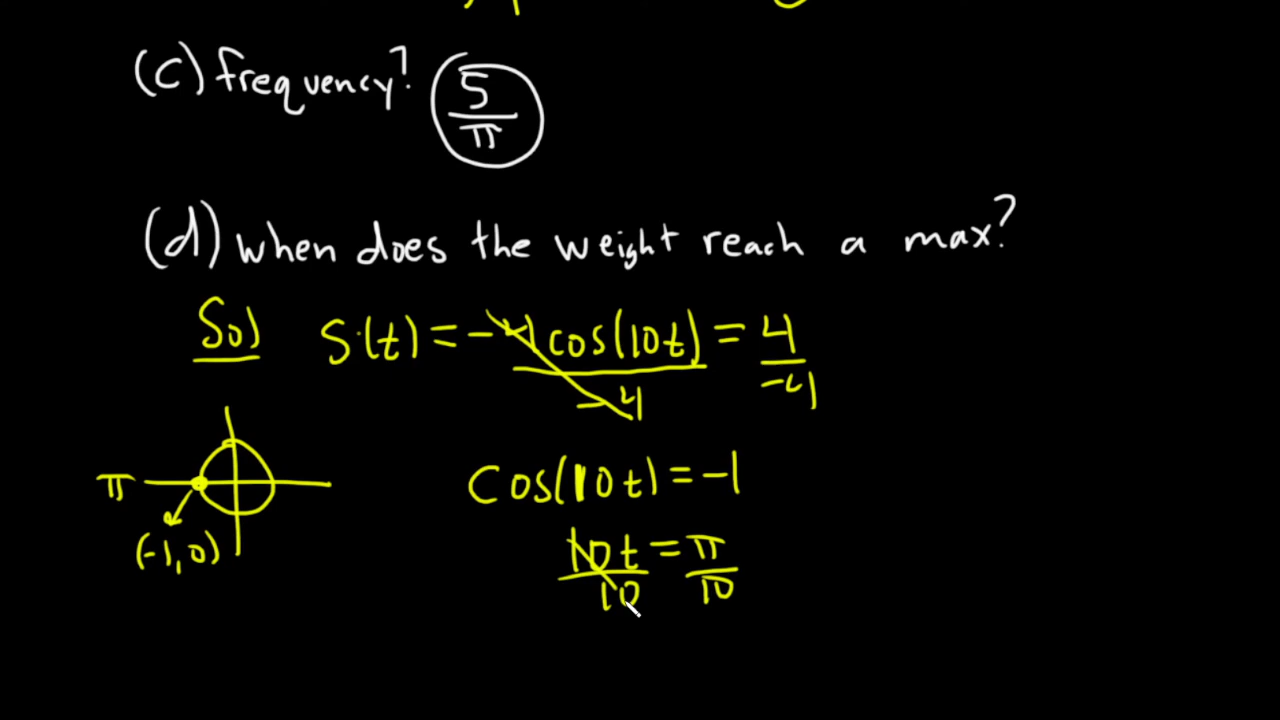 (c) frequency? 5/π
(d) when does the weight reach a max?
Sol S(t) = -4cos(10t) = 4
-4 -4
π cos(10t) = -1
(-1,0) 10t = π
10 10